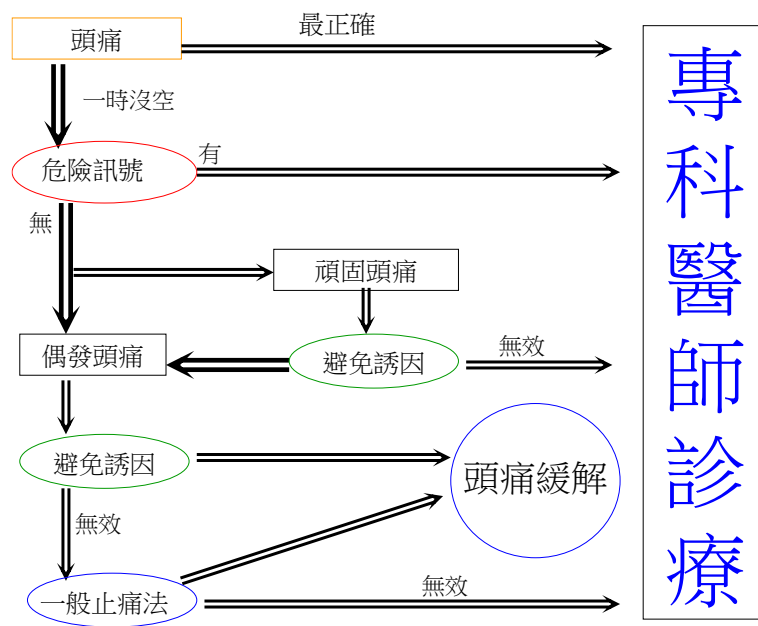 最正確
頭痛
一時沒空
有
危險訊號
無
頑固頭痛
偶發頭痛
避免誘因
無效
避免誘因
頭痛緩解
無效
一般止痛法
無效
專科醫師診療